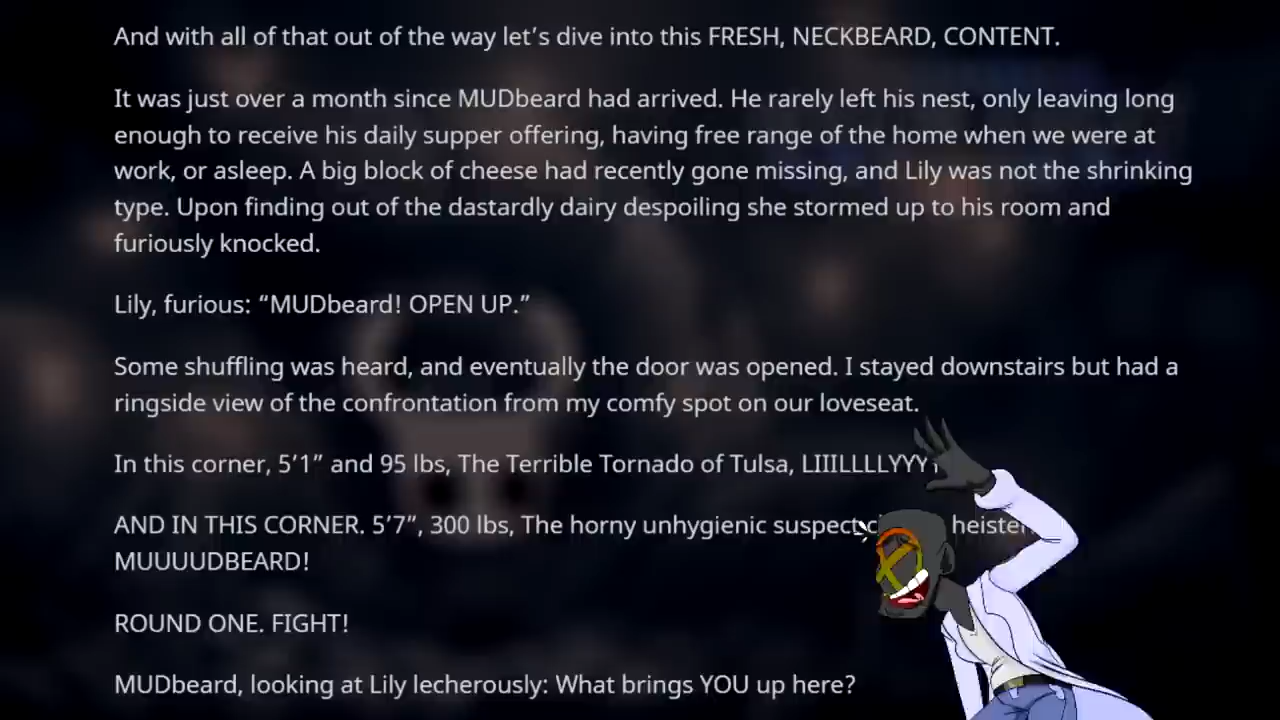 And with all of that out of the way let’s dive into this FRESH, NECKBEARD, CONTENT.
It was just over a month since MUDbeard had arrived. He rarely left his nest, only leaving long
enough to receive his daily supper offering, having free range of the home when we were at
work, or asleep. A big block of cheese had recently gone missing, and Lily was not the shrinking
type. Upon finding out of the dastardly dairy despoiling she stormed up to his room and
furiously knocked.
Lily, furious: “MUDbeard! OPEN UP.”
Some shuffling was heard, and eventually the door was opened. I stayed downstairs but had a
ringside view of the confrontation from my comfy spot on our loveseat.
In this corner, 5’1” and 95 lbs, The Terrible Tornado of Tulsa,
AND IN THIS CORNER. 5’7”, 300 lbs, The horny unhygienic suspect
MUUUUDBEARD!
ROUND ONE. FIGHT!
MUDbeard, looking at Lily lecherously: What brings YOU up here?